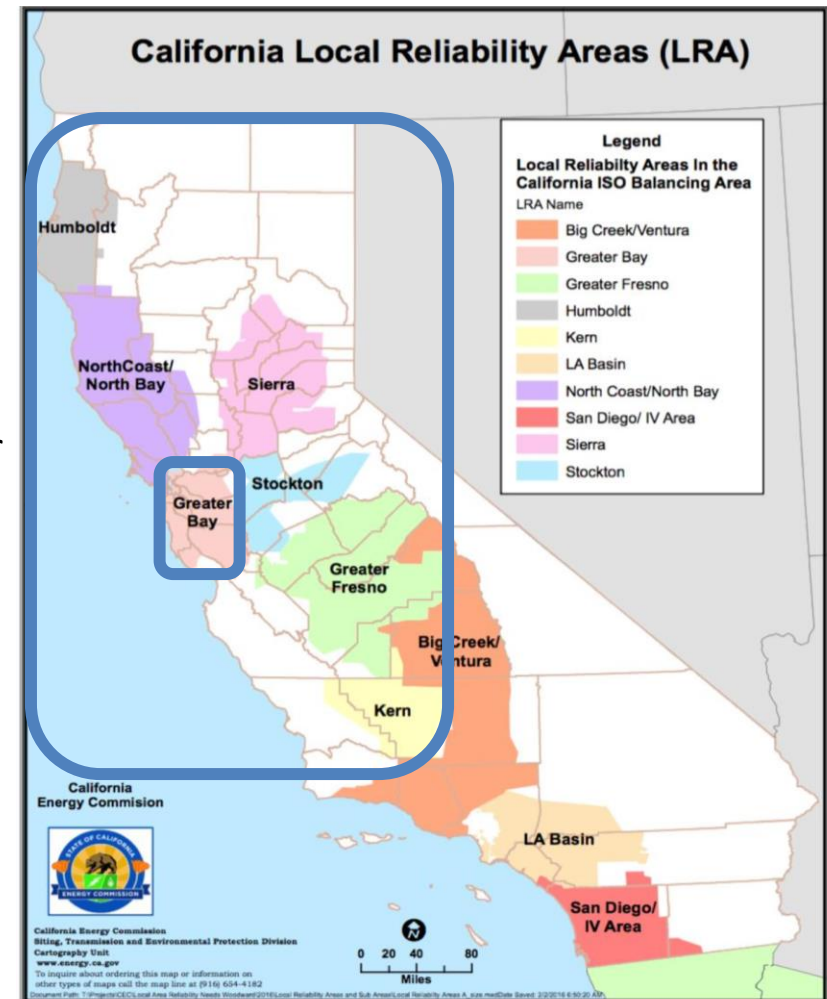 California Local Reliability Areas (LRA)
Legend
Local Reliabilty Areas In the
California ISO Balancing Area
LRA Name
Big Creek/Ventura
Greater Bay
Greater Fresno
Humboldt
Kern
LA Basin
North Coast/North Bay
San Diego/ IV Area
Sierra
Stockton
Humboldt
NorthCoast/
North Bay
Sierra
Stockton
Greater
Bay
Greater
Fresno
Big Creek/
Ventura
Kern
LA Basin
San Diego/
IV Area
California
Energy Commision
STATE OF CALIFORNIA
ENERGY COMMISSION
California Energy Commission
Siting, Transmission and Environmental Protection Division
Cartography Unit
www.energy.ca.gov
To inquire about ordering this map or information on
other types of maps call the map line at (916) 654-4182
N
0 20 40 80
Miles